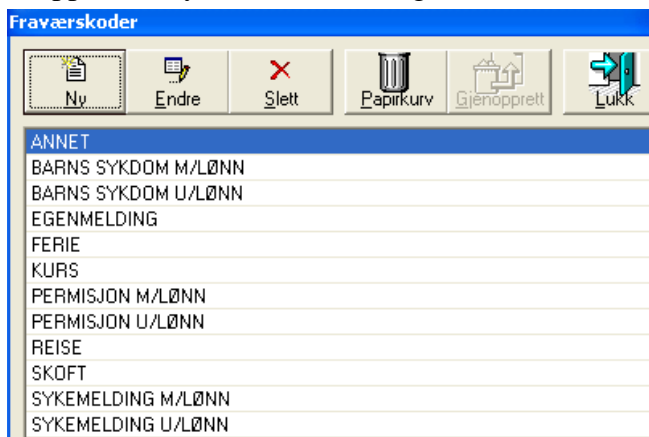 Fraværskoder
Ny Endre Slett Papirkurv Gjenopprett Lukk
ANNET
BARNS SYKDOM M/LØNN
BARNS SYKDOM U/LØNN
EGENMELDING
FERIE
KURS
PERMISJON M/LØNN
PERMISJON U/LØNN
REISE
SKOFT
SYKEMELDING M/LØNN
SYKEMELDING U/LØNN